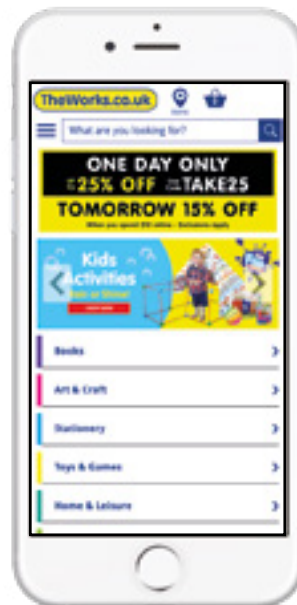 TheWorks.co.uk
What are you looking for?
ONE DAY ONLY
25% OFF TAKE25
TOMORROW 15% OFF
Kids
Activities
Books
Art & Craft
Stationery
Toys & Games
Home & Leisure